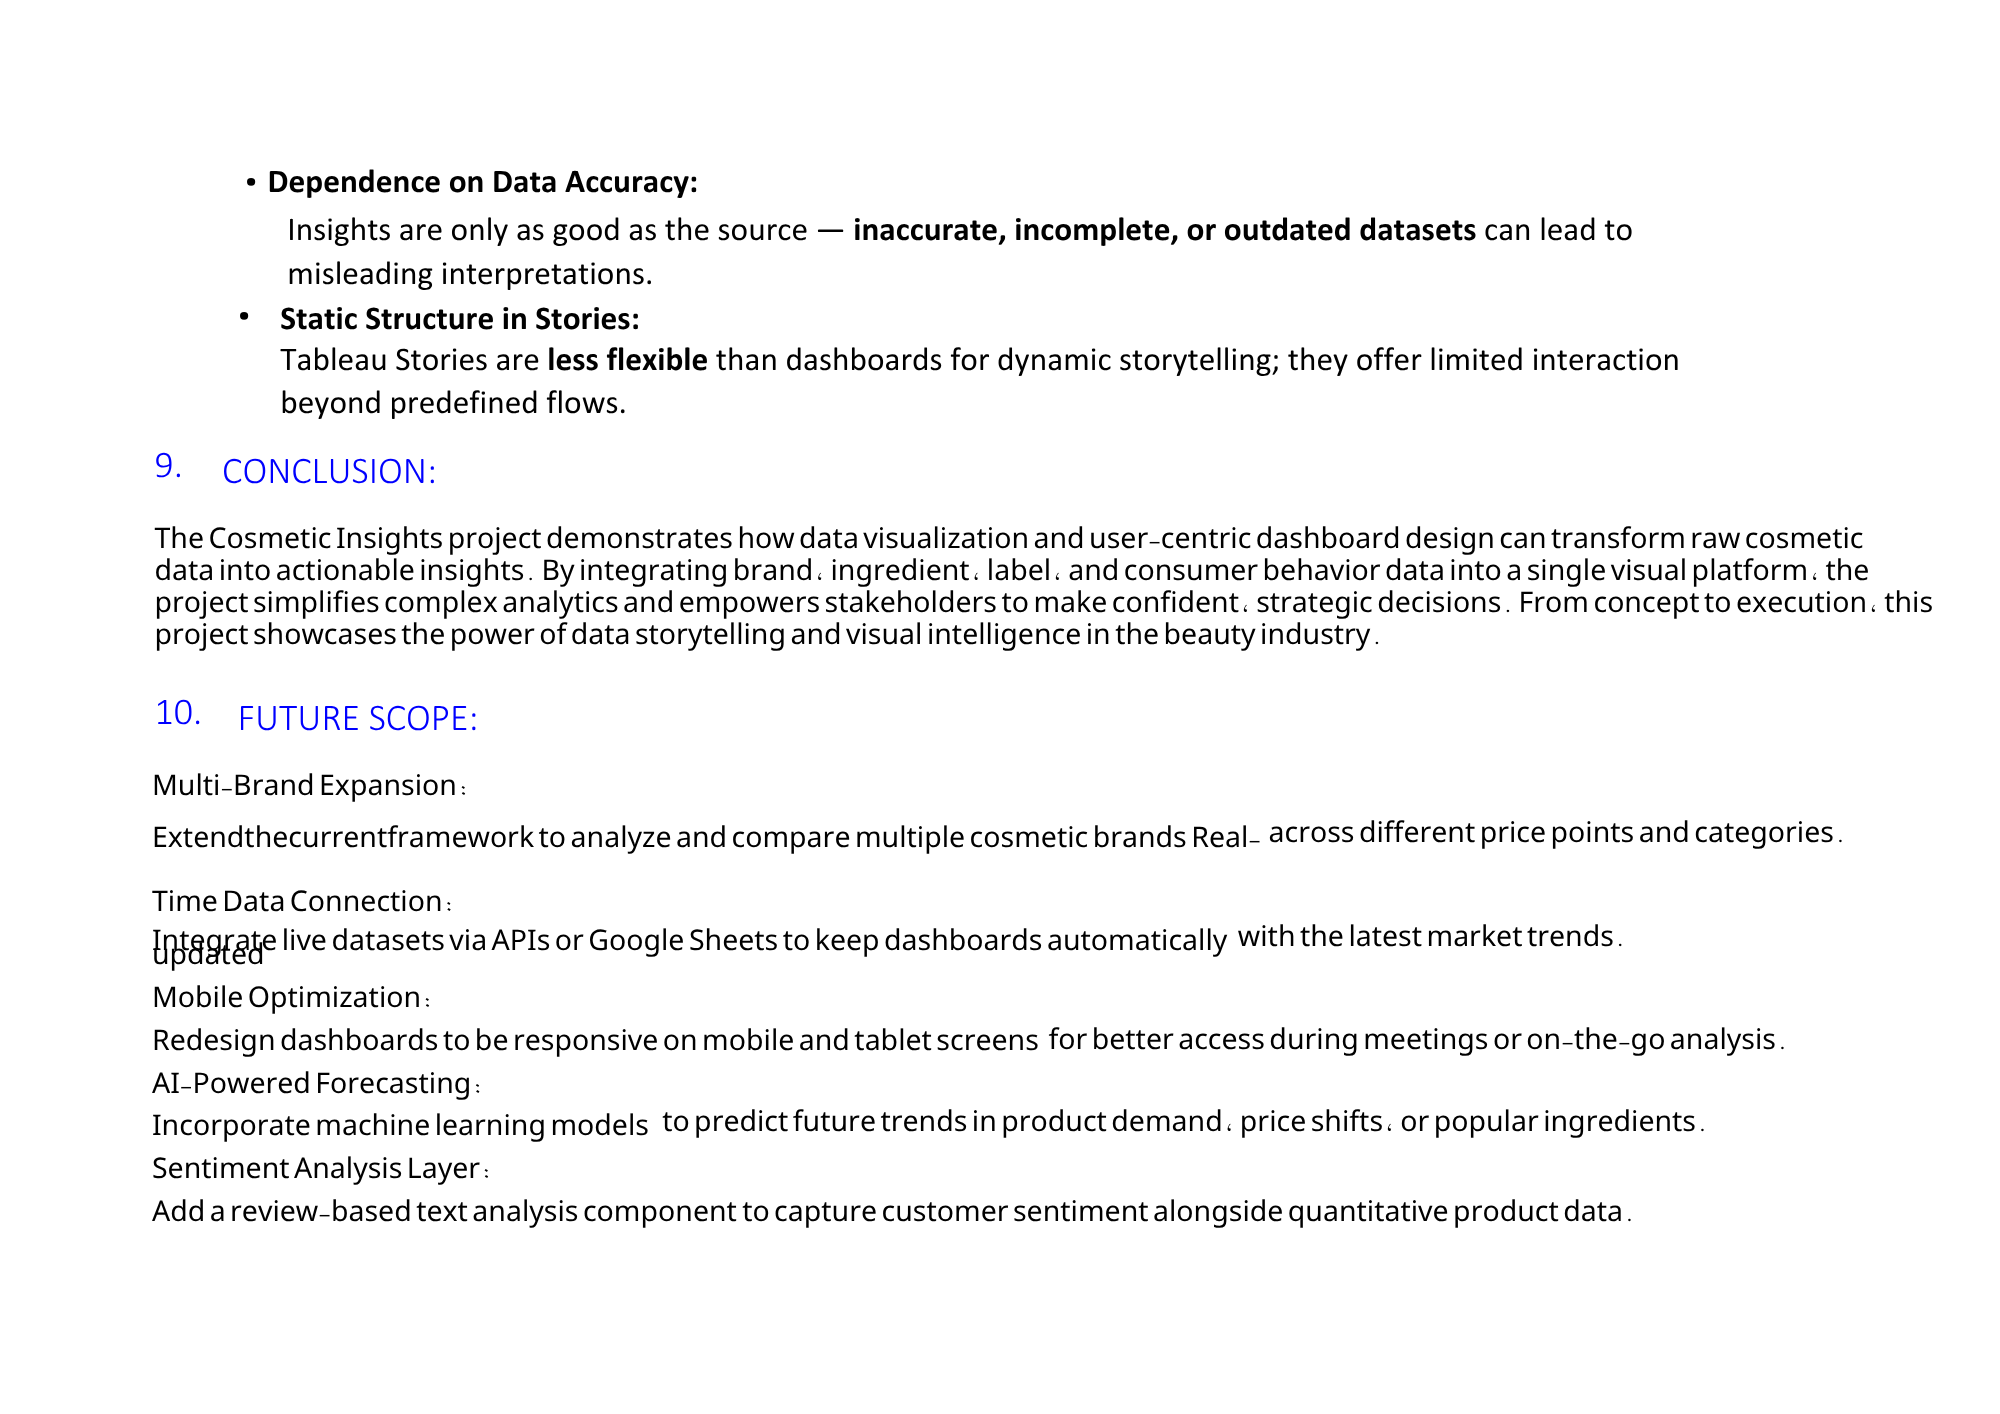 • Dependence on Data Accuracy:
Insights are only as good as the source — inaccurate, incomplete, or outdated datasets can lead to
misleading interpretations.
• Static Structure in Stories:
Tableau Stories are less flexible than dashboards for dynamic storytelling; they offer limited interaction
beyond predefined flows.
9. CONCLUSION:
The Cosmetic Insights project demonstrates how data visualization and user-centric dashboard design can transform raw cosmetic
data into actionable insights. By integrating brand، ingredient، label، and consumer behavior data into a single visual platform، the
project simplifies complex analytics and empowers stakeholders to make confident، strategic decisions. From concept to execution، this
project showcases the power of data storytelling and visual intelligence in the beauty industry.
10. FUTURE SCOPE:
Multi-Brand Expansion:
Extendthecurrentframework to analyze and compare multiple cosmetic brands Real- across different price points and categories.
Time Data Connection:
Integrate live datasets via APIs or Google Sheets to keep dashboards automatically with the latest market trends.
updated
Mobile Optimization:
Redesign dashboards to be responsive on mobile and tablet screens for better access during meetings or on-the-go analysis.
AI-Powered Forecasting:
Incorporate machine learning models to predict future trends in product demand، price shifts، or popular ingredients.
Sentiment Analysis Layer:
Add a review-based text analysis component to capture customer sentiment alongside quantitative product data.